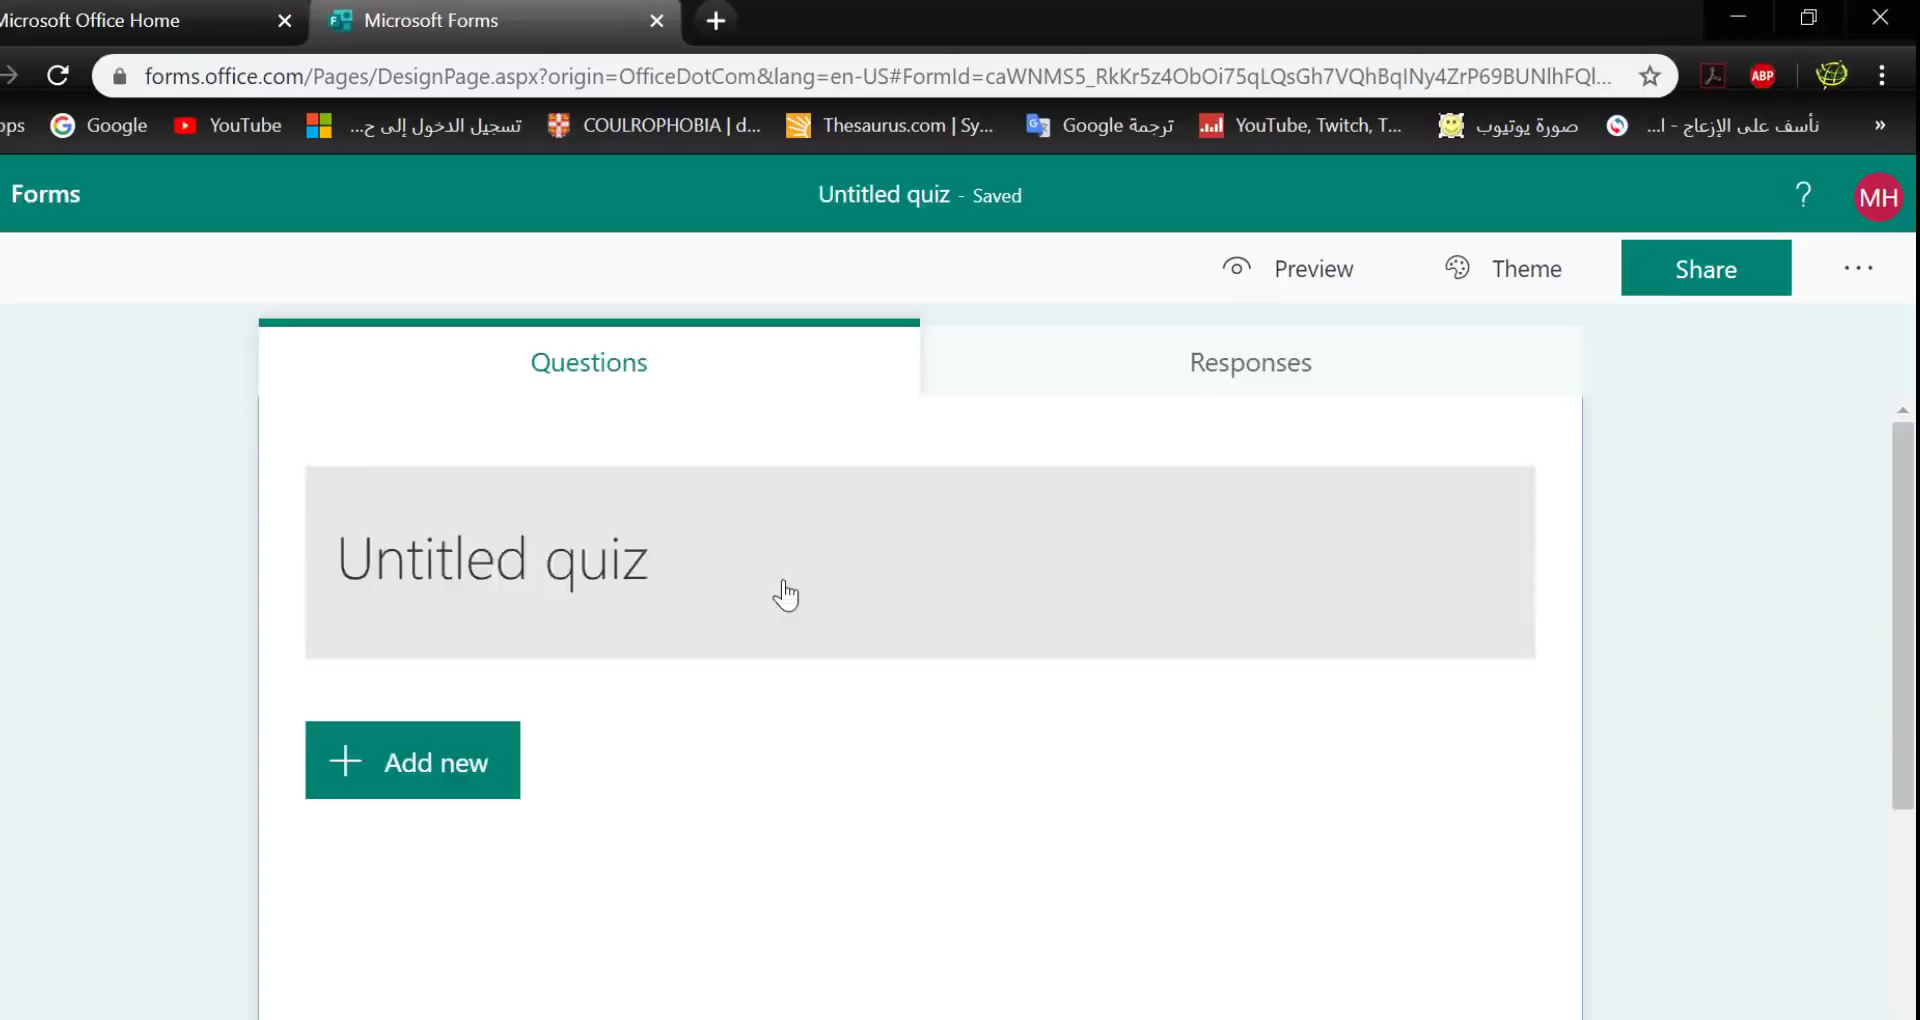 Microsoft Office Home
Microsoft Forms
forms.office.com/Pages/DesignPage.aspx?origin=OfficeDotCom&lang=en-US#FormId=caWNMS5_RkKr5z4ObOi75qLQsGh7VQhBqINy4ZrP69BUNlhFQl...
ABP
pps Google YouTube تسجيل الدخول إلى ح... COULROPHOBIA | d... Thesaurus.com | Sy... ترجمة Google YouTube, Twitch, T... صورة يوتيوب نأسف على الإزعاج - ا... »
Forms
Untitled quiz - Saved
?
MH
Preview
Theme
Share
...
Questions
Responses
Untitled quiz
Add new